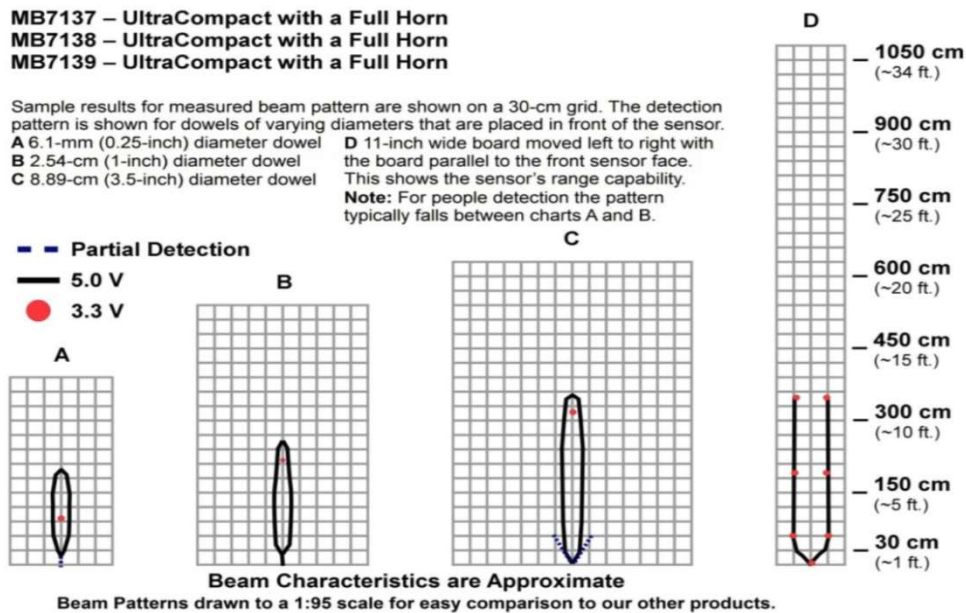 MB7137 – UltraCompact with a Full Horn
MB7138 – UltraCompact with a Full Horn
MB7139 – UltraCompact with a Full Horn
Sample results for measured beam pattern are shown on a 30-cm grid. The detection
pattern is shown for dowels of varying diameters that are placed in front of the sensor.
A 6.1-mm (0.25-inch) diameter dowel
B 2.54-cm (1-inch) diameter dowel
C 8.89-cm (3.5-inch) diameter dowel
D 11-inch wide board moved left to right with
the board parallel to the front sensor face.
This shows the sensor's range capability.
Note: For people detection the pattern
typically falls between charts A and B.
Partial Detection
5.0 V
3.3 V
A
B
C
D
1050 cm
(~34 ft.)
900 cm
(~30 ft.)
750 cm
(~25 ft.)
600 cm
(~20 ft.)
450 cm
(~15 ft.)
300 cm
(~10 ft.)
150 cm
(~5 ft.)
30 cm
(~1 ft.)
Beam Characteristics are Approximate
Beam Patterns drawn to a 1:95 scale for easy comparison to our other products.